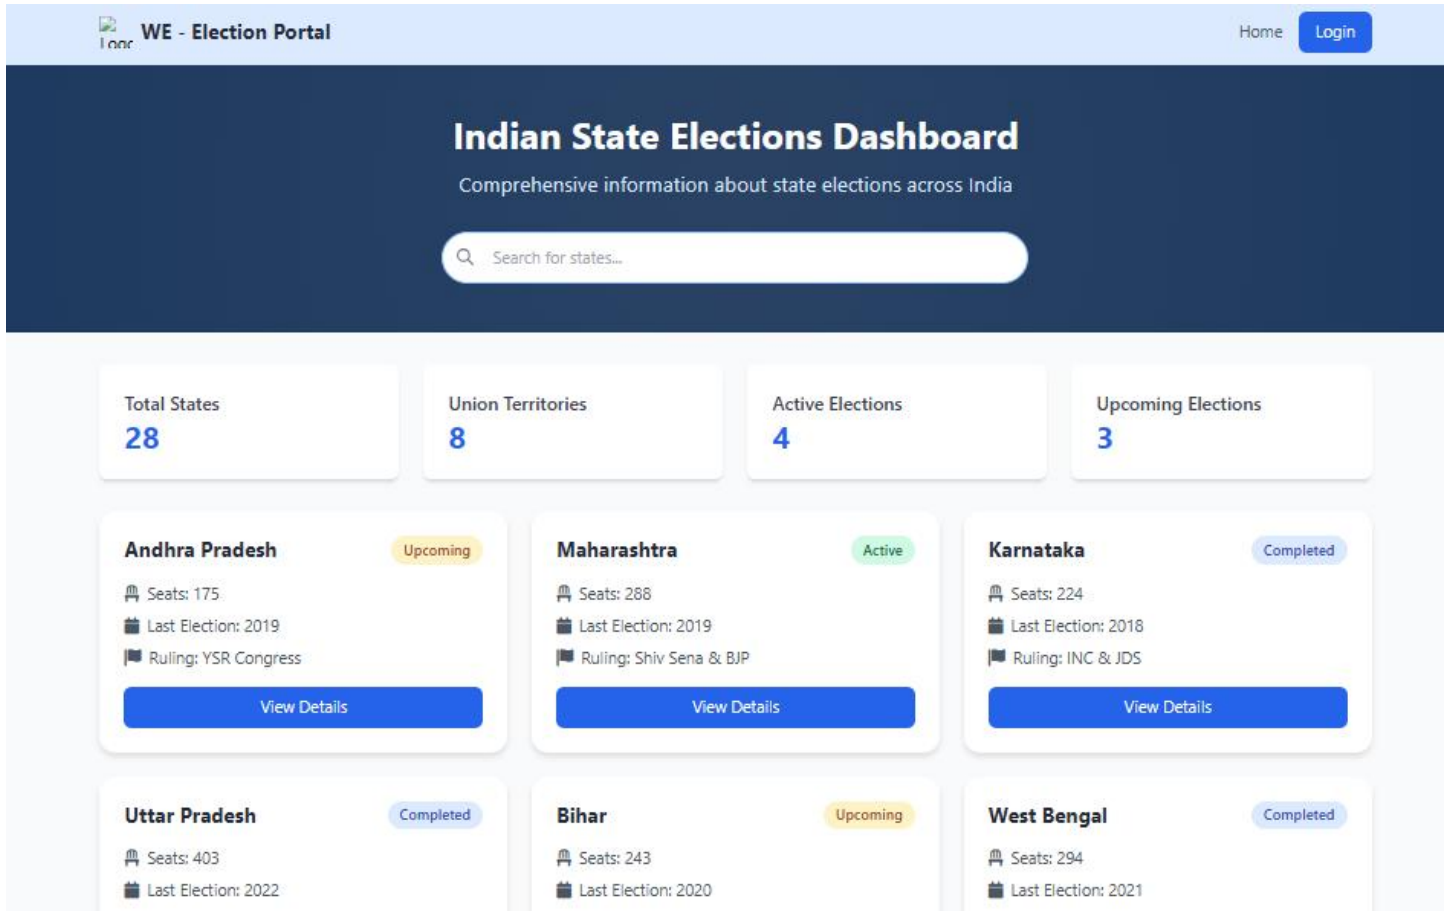 Logo WE - Election Portal
Home
Login
Indian State Elections Dashboard
Comprehensive information about state elections across India
Search for states...
Total States
28
Union Territories
8
Active Elections
4
Upcoming Elections
3
Andhra Pradesh
Upcoming
Seats: 175
Last Election: 2019
Ruling: YSR Congress
View Details
Maharashtra
Active
Seats: 288
Last Election: 2019
Ruling: Shiv Sena & BJP
View Details
Karnataka
Completed
Seats: 224
Last Election: 2018
Ruling: INC & JDS
View Details
Uttar Pradesh
Completed
Seats: 403
Last Election: 2022
Bihar
Upcoming
Seats: 243
Last Election: 2020
West Bengal
Completed
Seats: 294
Last Election: 2021